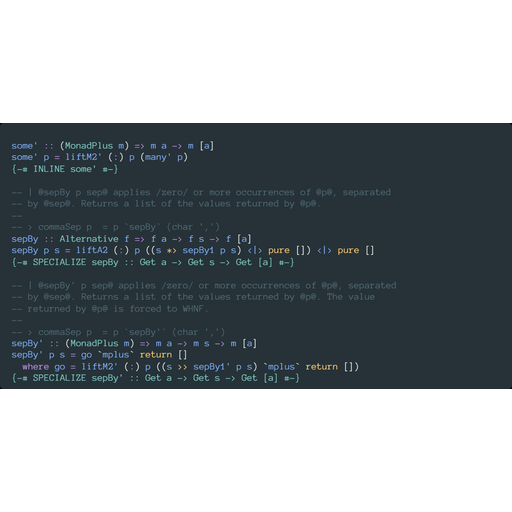 some' :: (MonadPlus m) => m a -> m [a]
some' p = liftM2' (:) p (many' p)
{-# INLINE some' #-}
-- | @sepBy p sep@ applies /zero/ or more occurrences of @p@, separated
-- by @sep@. Returns a list of the values returned by @p@.
--
-- > commaSep p  = p `sepBy` (char ',')
sepBy :: Alternative f => f a -> f s -> f [a]
sepBy p s = liftA2 (:) p ((s *> sepBy1 p s) <|> pure []) <|> pure []
{-# SPECIALIZE sepBy :: Get a -> Get s -> Get [a] #-}
-- | @sepBy' p sep@ applies /zero/ or more occurrences of @p@, separated
-- by @sep@. Returns a list of the values returned by @p@. The value
-- returned by @p@ is forced to WHNF.
--
-- > commaSep p  = p `sepBy'` (char ',')
sepBy' :: (MonadPlus m) => m a -> m s -> m [a]
sepBy' p s = go `mplus` return []
  where go = liftM2' (:) p ((s >> sepBy1' p s) `mplus` return [])
{-# SPECIALIZE sepBy' :: Get a -> Get s -> Get [a] #-}